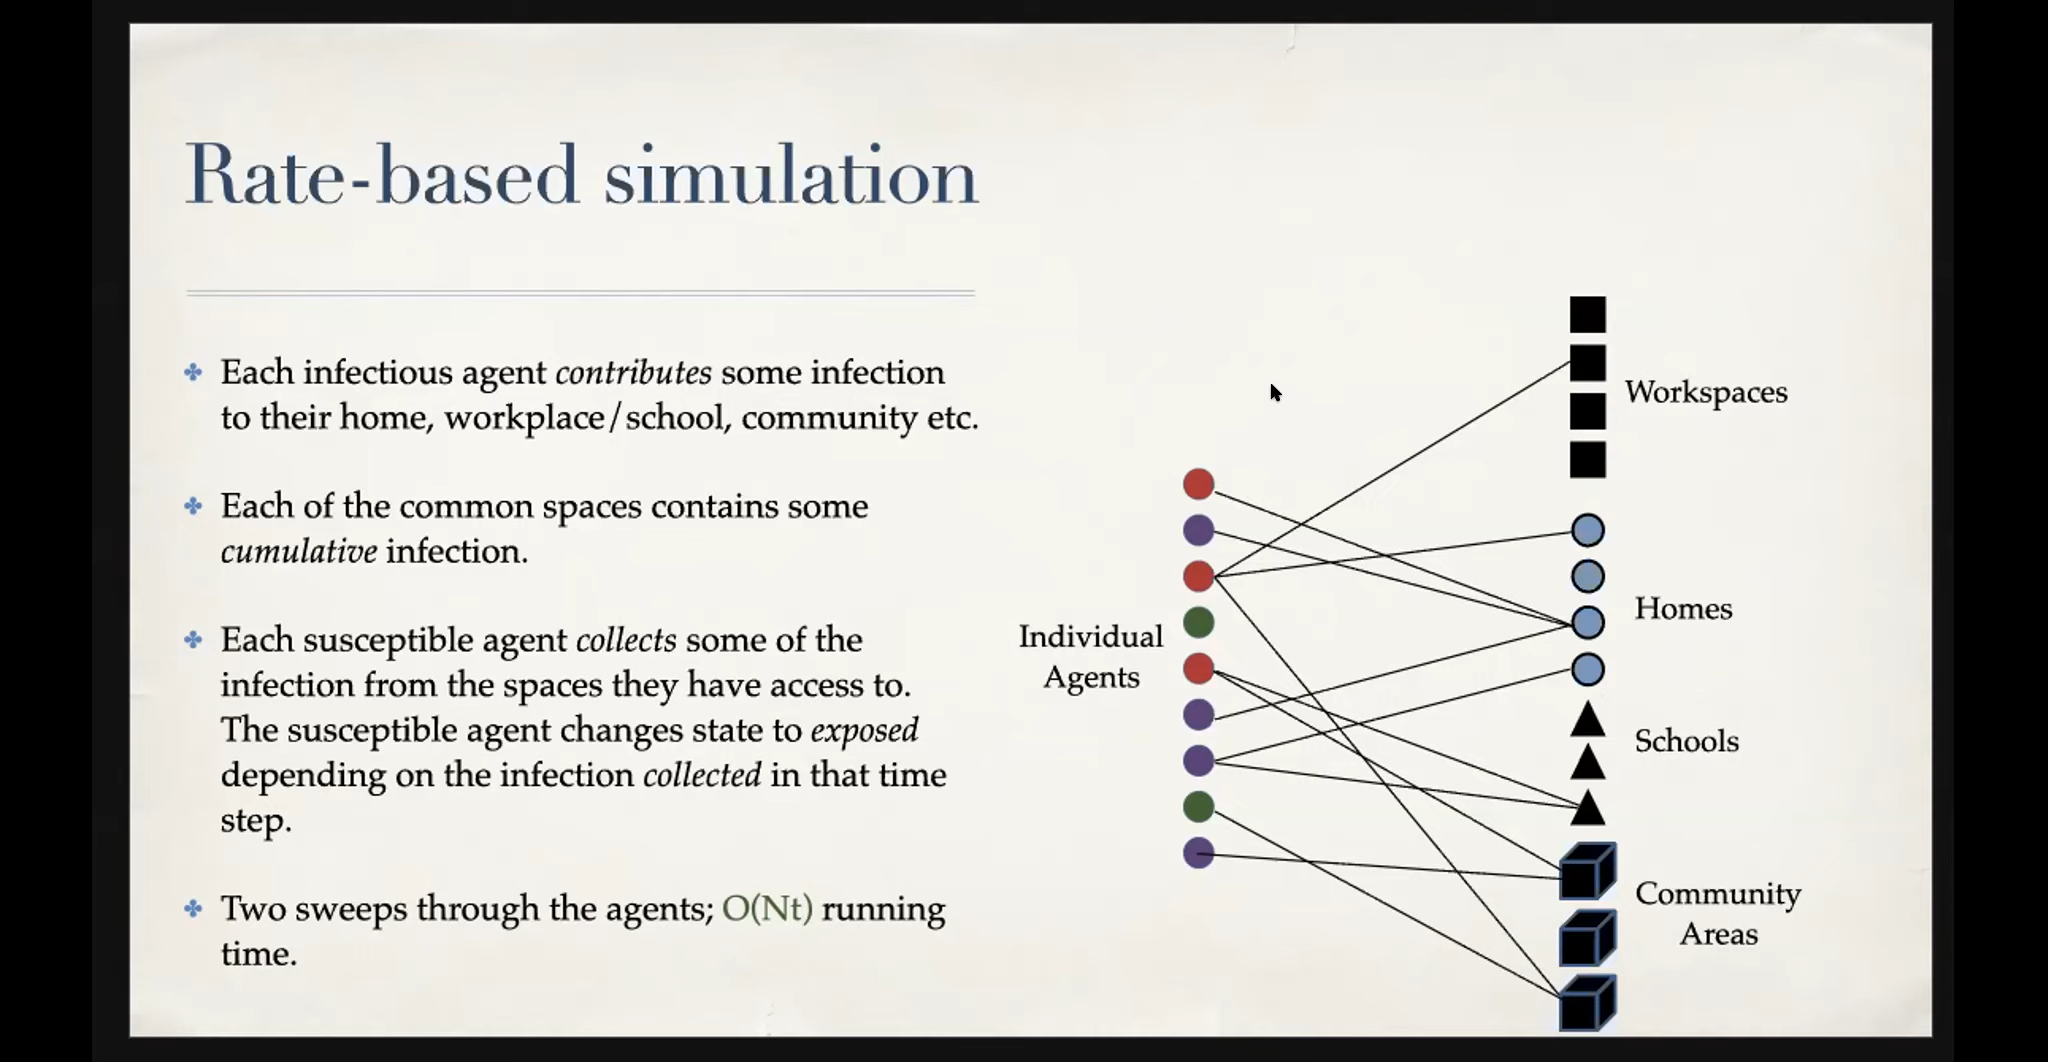 Rate-based simulation
Each infectious agent contributes some infection
to their home, workplace/school, community etc.
Each of the common spaces contains some
cumulative infection.
Each susceptible agent collects some of the
infection from the spaces they have access to.
The susceptible agent changes state to exposed
depending on the infection collected in that time
step.
Two sweeps through the agents; O(Nt) running
time.
Individual
Agents
Workspaces
Homes
Schools
Community
Areas